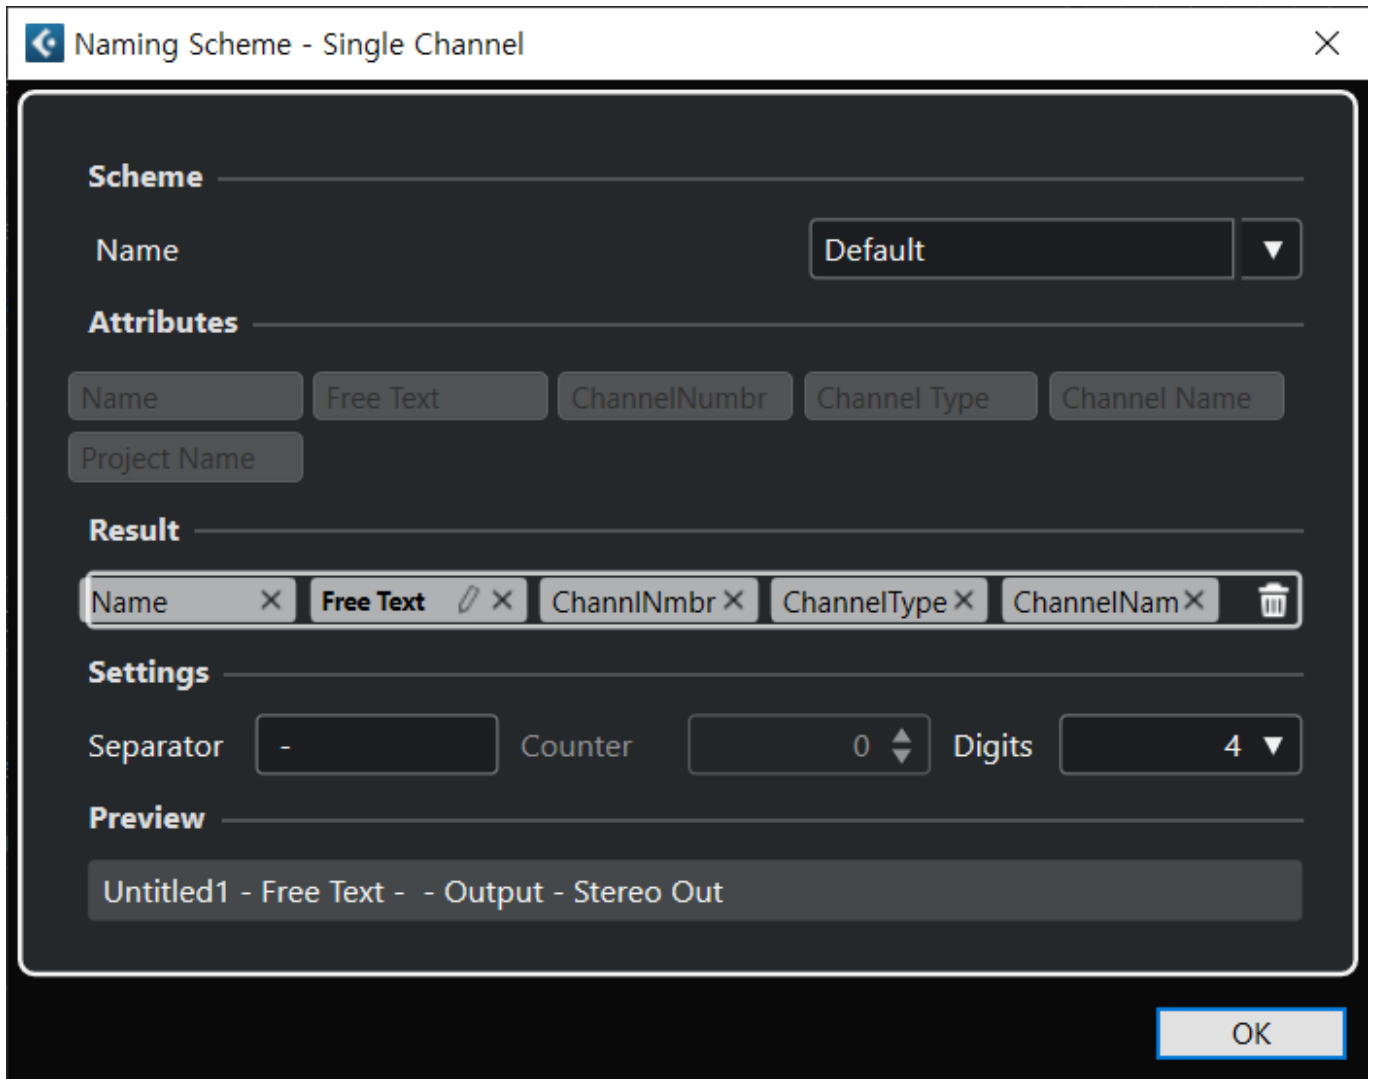 Naming Scheme - Single Channel
Scheme
Name Default
Attributes
Name Free Text ChannelNumbr Channel Type Channel Name
Project Name
Result
Name Free Text ChannlNmbr ChannelType ChannelNam
Settings
Separator - Counter 0 Digits 4
Preview
Untitled1 - Free Text -  - Output - Stereo Out
OK